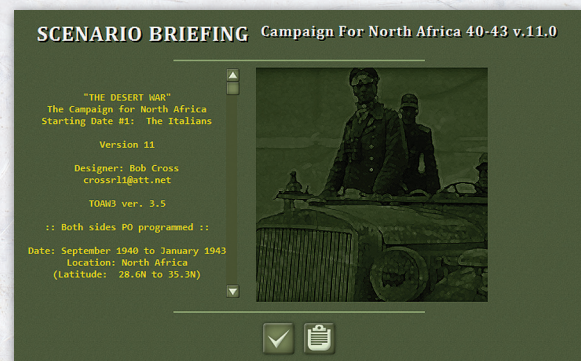 SCENARIO BRIEFING
Campaign For North Africa 40-43 v.11.0
"THE DESERT WAR"
The Campaign for North Africa
Starting Date #1:  The Italians
Version 11
Designer: Bob Cross
crossrl1@att.net
TOAW3 ver. 3.5
:: Both sides PO programmed ::
Date: September 1940 to January 1943
Location: North Africa
(Latitude:  28.6N to 35.3N)